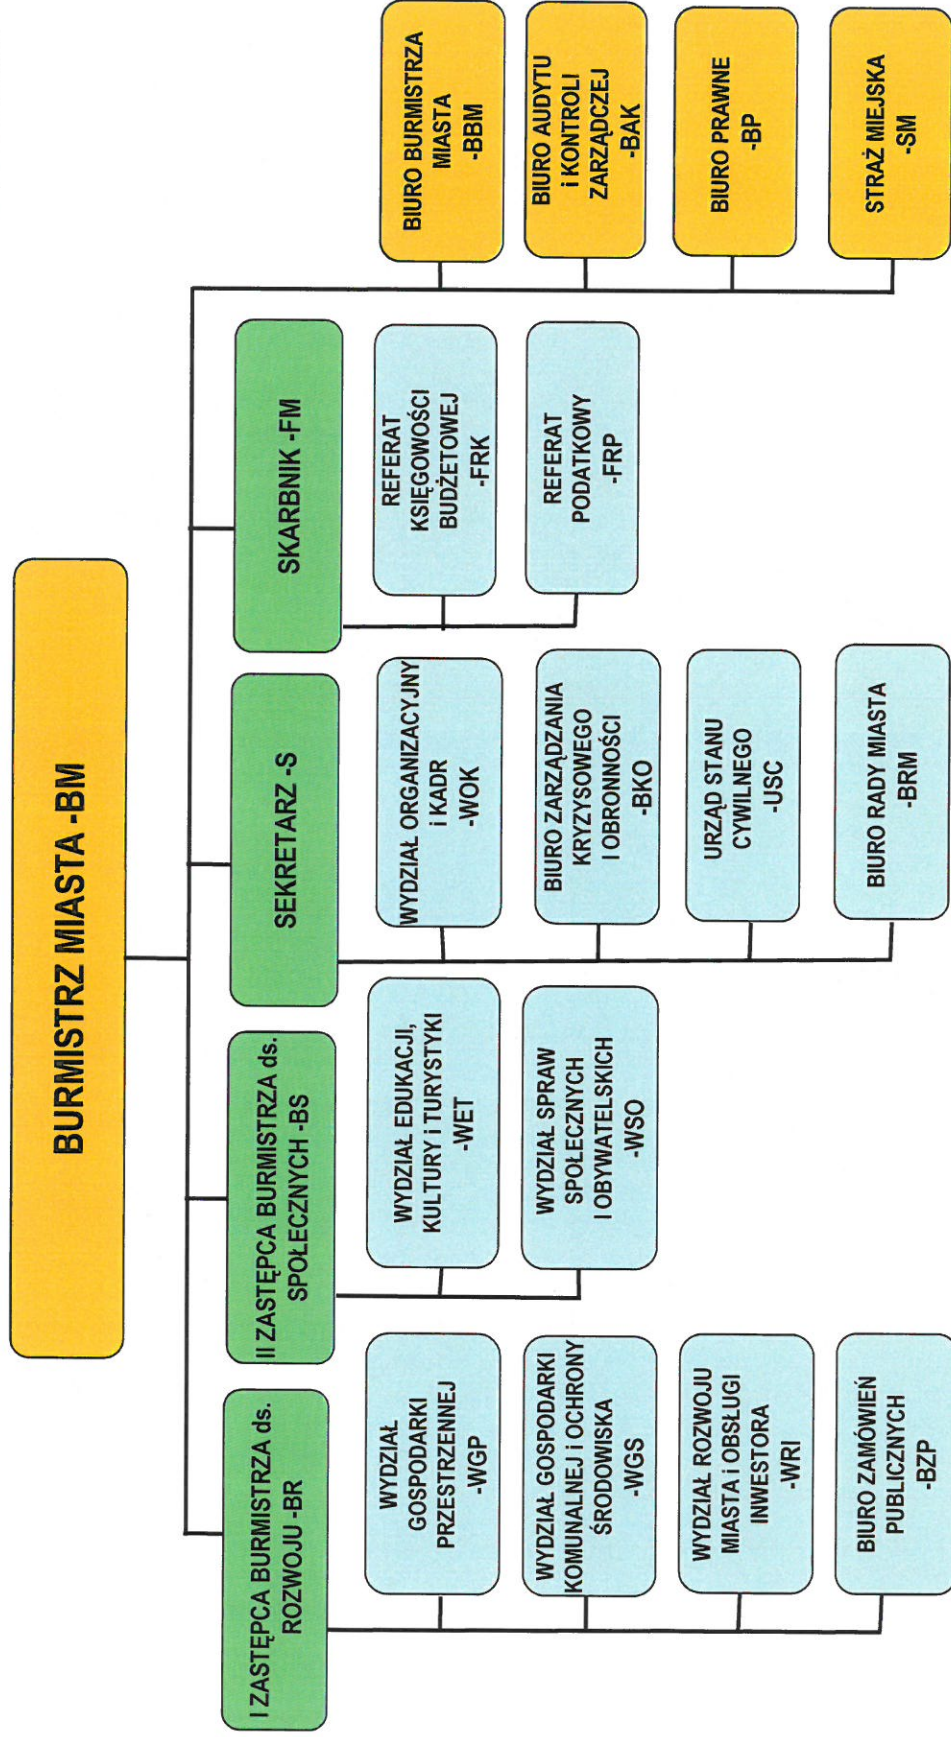 BURMISTRZ MIASTA -BM
I ZASTĘPCA BURMISTRZA ds.
ROZWOJU -BR
WYDZIAŁ
GOSPODARKI
PRZESTRZENNEJ
-WGP
WYDZIAŁ GOSPODARKI
KOMUNALNEJ i OCHRONY
ŚRODOWISKA
-WGS
WYDZIAŁ ROZWOJU
MIASTA i OBSŁUGI
INWESTORA
-WRI
BIURO ZAMÓWIEŃ
PUBLICZNYCH
-BZP
II ZASTĘPCA BURMISTRZA ds.
SPOŁECZNYCH -BS
WYDZIAŁ EDUKACJI,
KULTURY i TURYSTYKI
-WET
WYDZIAŁ SPRAW
SPOŁECZNYCH
I OBYWATELSKICH
-WSO
SEKRETARZ -S
WYDZIAŁ ORGANIZACYJNY
i KADR
-WOK
BIURO ZARZĄDZANIA
KRYZYSOWEGO
I OBRONNOŚCI
-BKO
URZĄD STANU
CYWILNEGO
-USC
BIURO RADY MIASTA
-BRM
SKARBNIK -FM
REFERAT
KSIĘGOWOŚCI
BUDŻETOWEJ
-FRK
REFERAT
PODATKOWY
-FRP
BIURO BURMISTRZA
MIASTA
-BBM
BIURO AUDYTU
i KONTROLI
ZARZĄDCZEJ
-BAK
BIURO PRAWNE
-BP
STRAŻ MIEJSKA
-SM